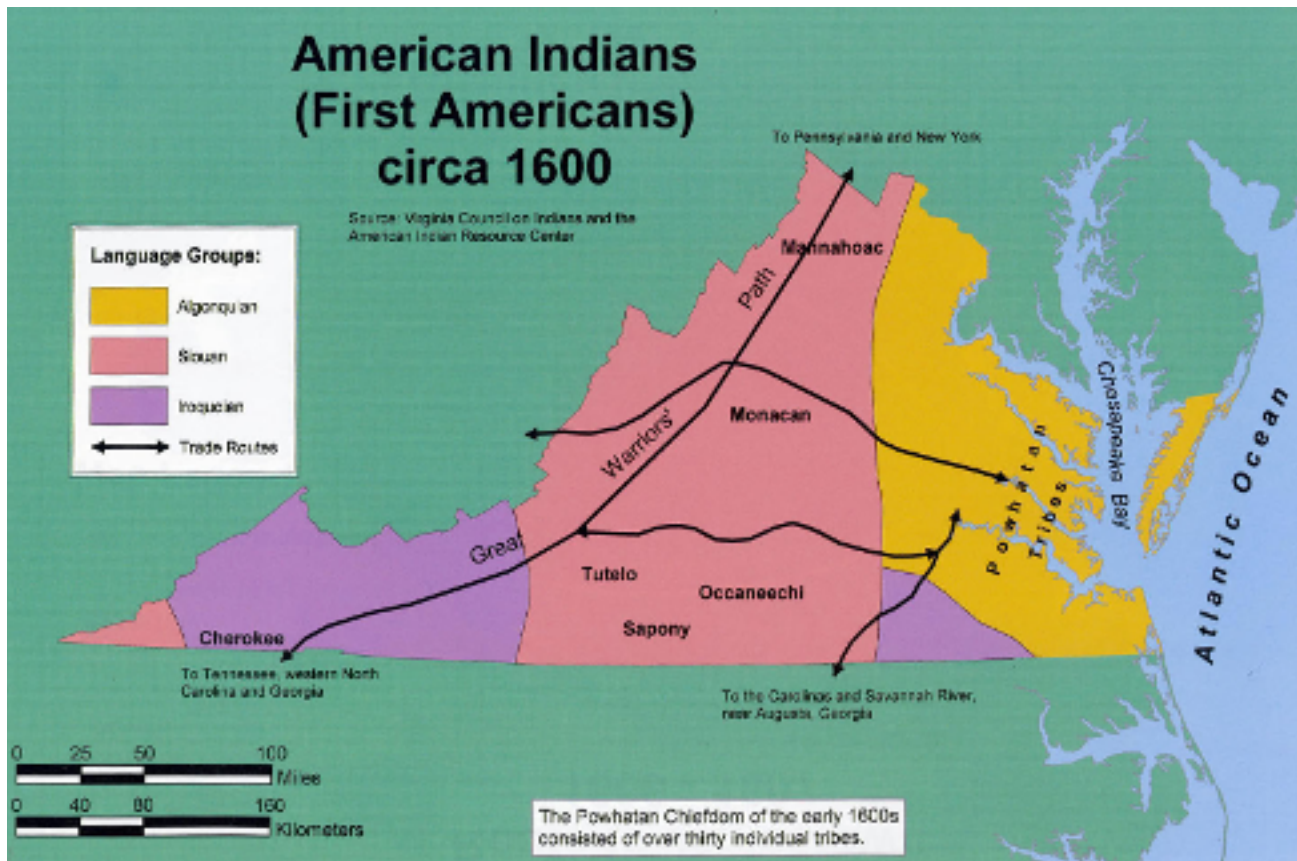 American Indians
(First Americans)
circa 1600
To Pennsylvania and New York
Source: Virginia Council on Indians and the
American Indian Resource Center
Language Groups:
Algonquian
Siouan
Iroquoian
Trade Routes
Mannahoac
Great Warriors' Path
Monacan
Chesapeake Bay
Powhatan
Tribes
Atlantic Ocean
Tutelo
Occaneechi
Sapony
Cherokee
To Tennessee, western North
Carolina and Georgia
To the Carolinas and Savannah River,
near Augusta, Georgia
0 25 50 100
Miles
0 40 80 160
Kilometers
The Powhatan Chiefdom of the early 1600s
consisted of over thirty individual tribes.